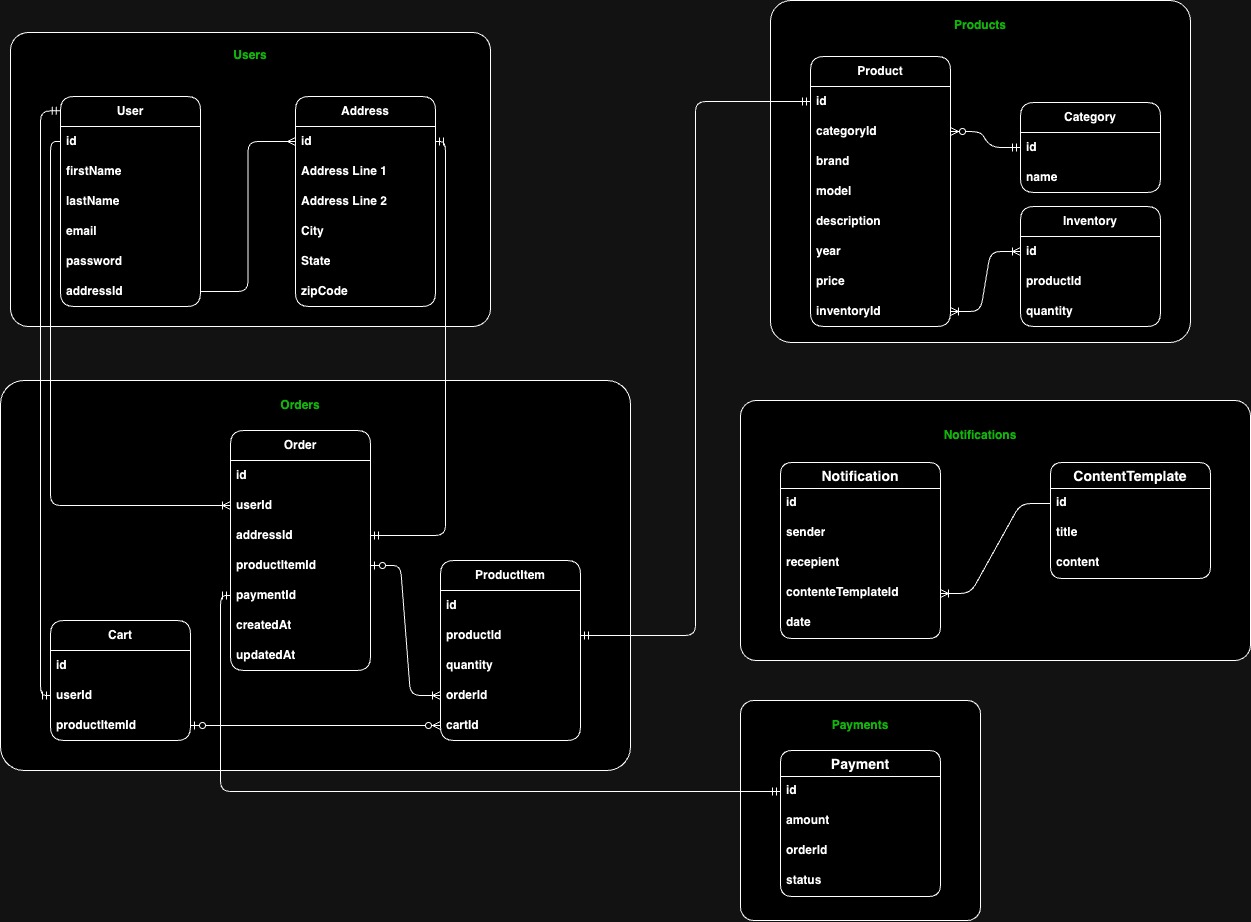 Users
User
id
firstName
lastName
email
password
addressId
Address
id
Address Line 1
Address Line 2
City
State
zipCode
Products
Product
id
categoryId
brand
model
description
year
price
inventoryId
Category
id
name
Inventory
id
productId
quantity
Orders
Order
id
userId
addressId
productItemId
paymentId
createdAt
updatedAt
Cart
id
userId
productItemId
ProductItem
id
productId
quantity
orderId
cartId
Notifications
Notification
id
sender
recepient
contenteTemplateId
date
ContentTemplate
id
title
content
Payments
Payment
id
amount
orderId
status